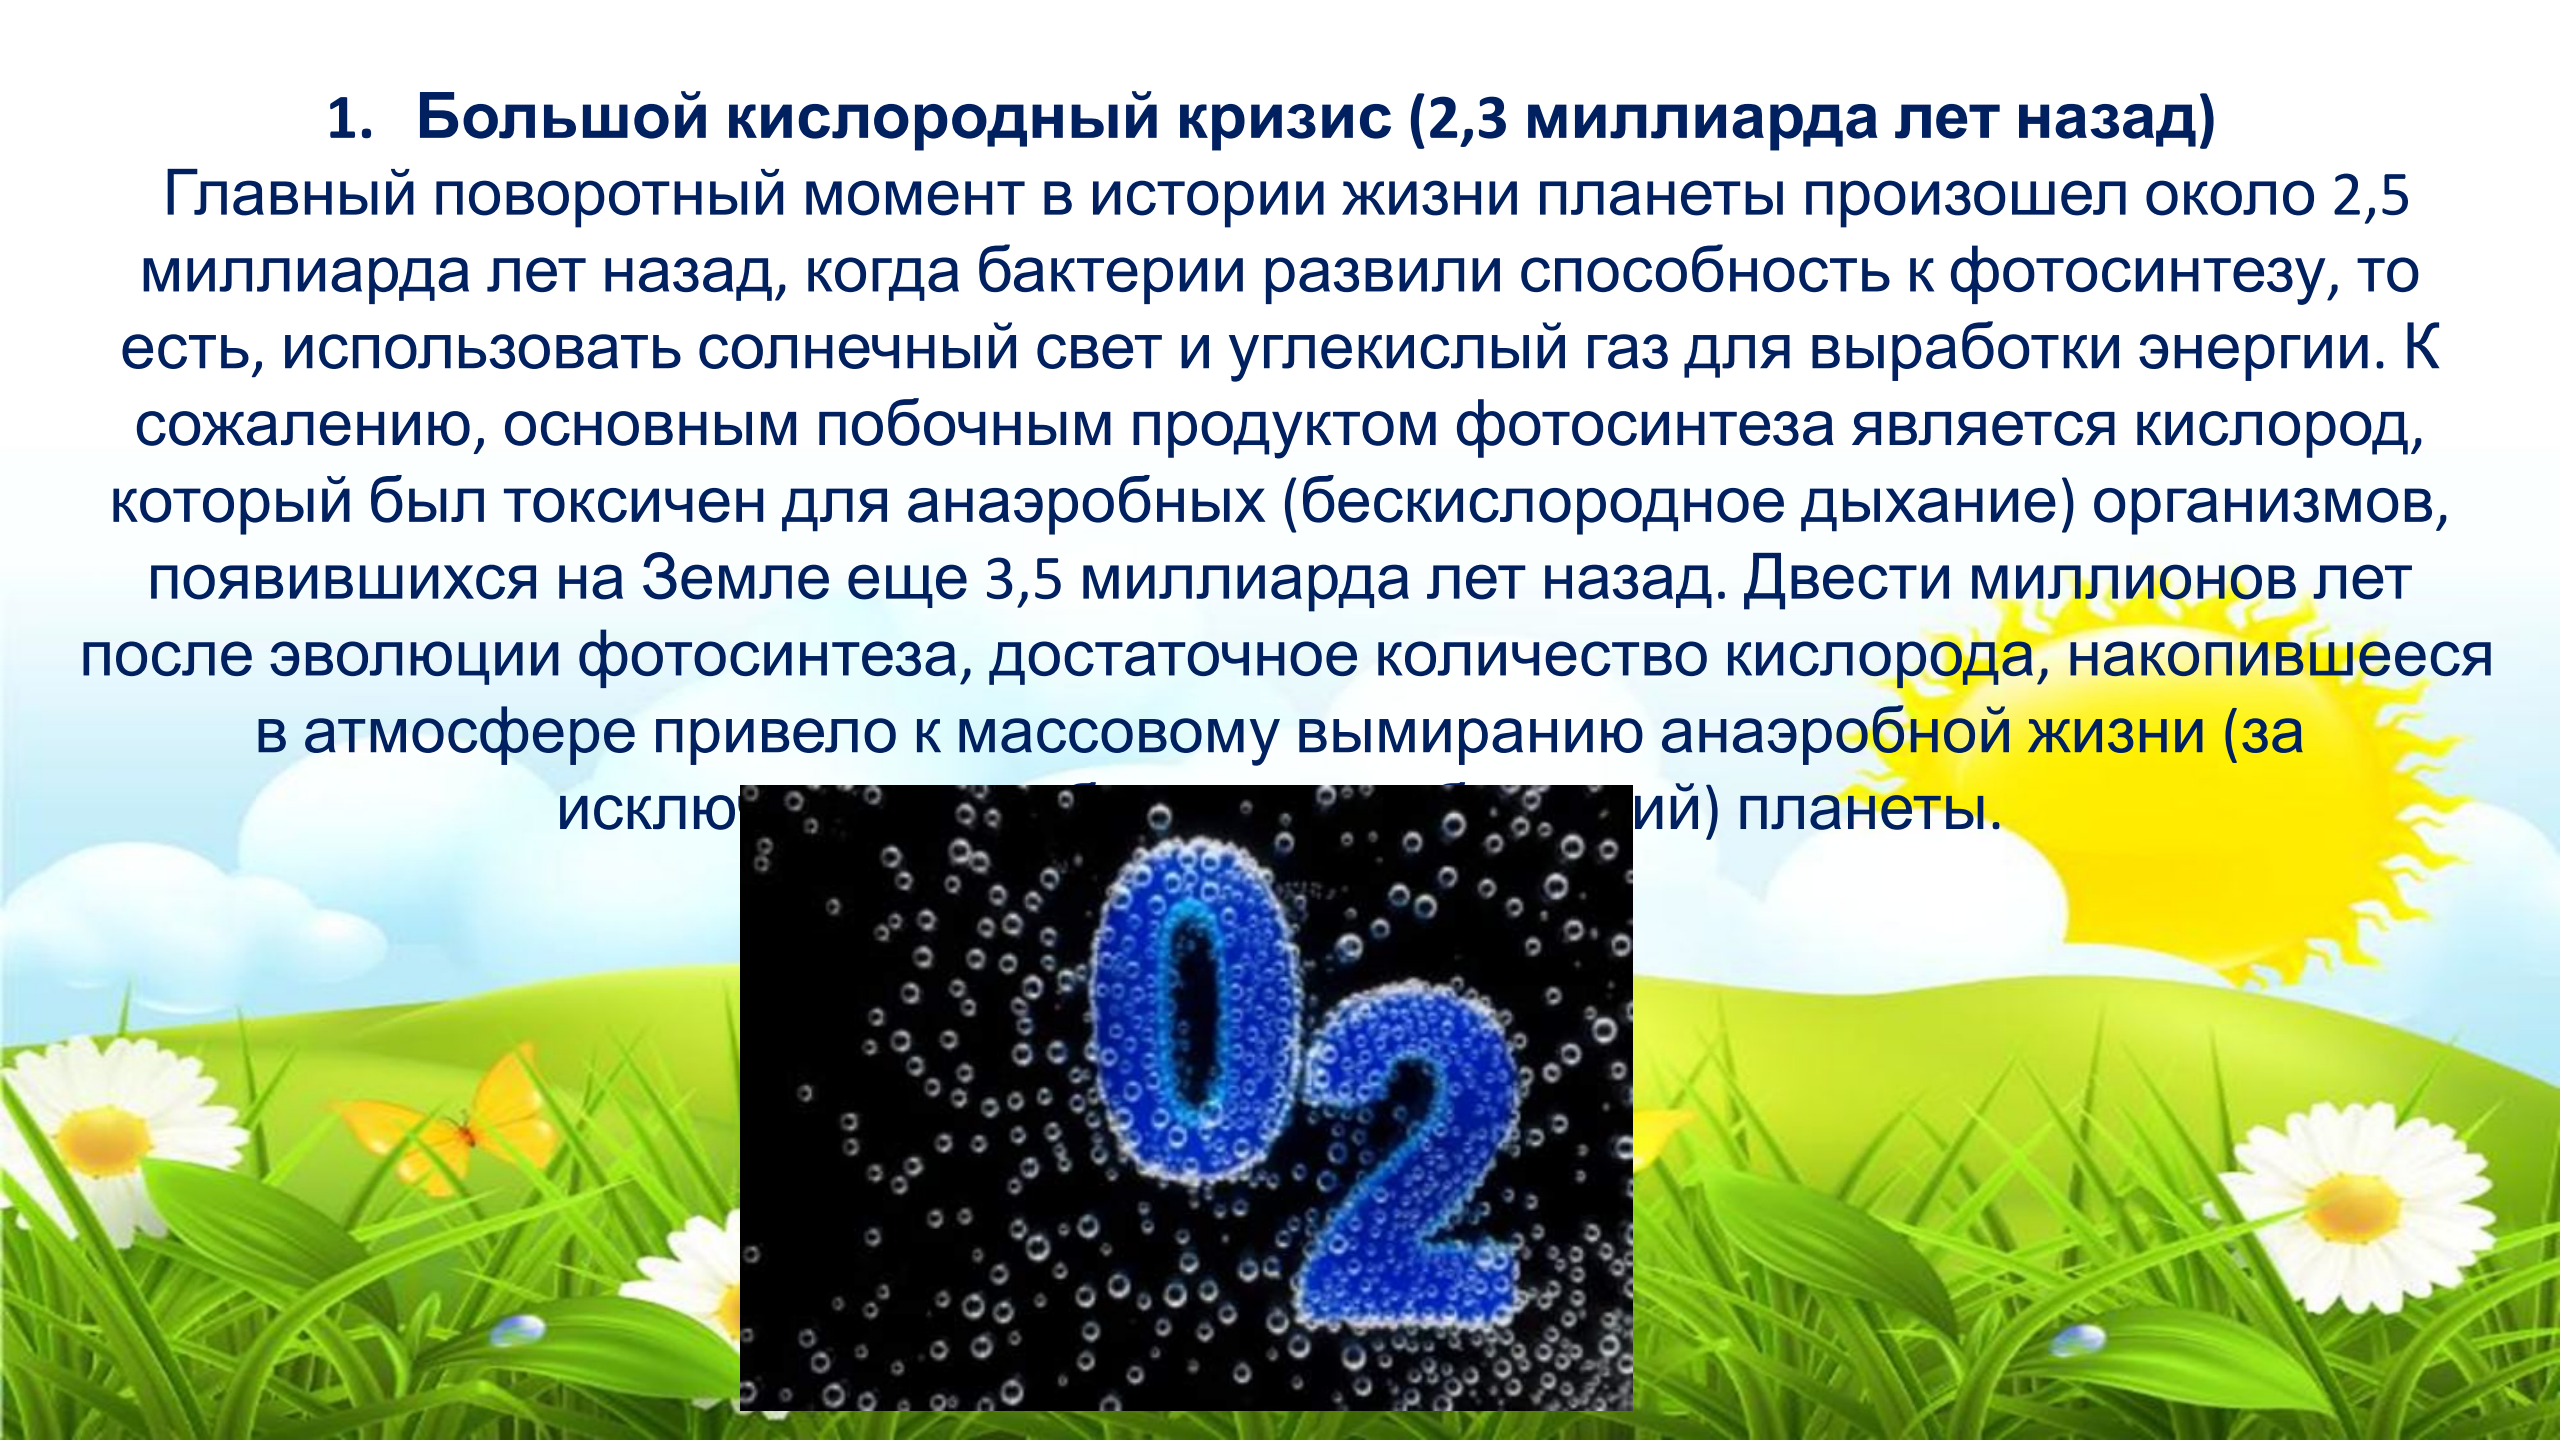 1. Большой кислородный кризис (2,3 миллиарда лет назад)
Главный поворотный момент в истории жизни планеты произошел около 2,5
миллиарда лет назад, когда бактерии развили способность к фотосинтезу, то
есть, использовать солнечный свет и углекислый газ для выработки энергии. К
сожалению, основным побочным продуктом фотосинтеза является кислород,
который был токсичен для анаэробных (бескислородное дыхание) организмов,
появившихся на Земле еще 3,5 миллиарда лет назад. Двести миллионов лет
после эволюции фотосинтеза, достаточное количество кислорода, накопившееся
в атмосфере привело к массовому вымиранию анаэробной жизни (за
планеты.
O2